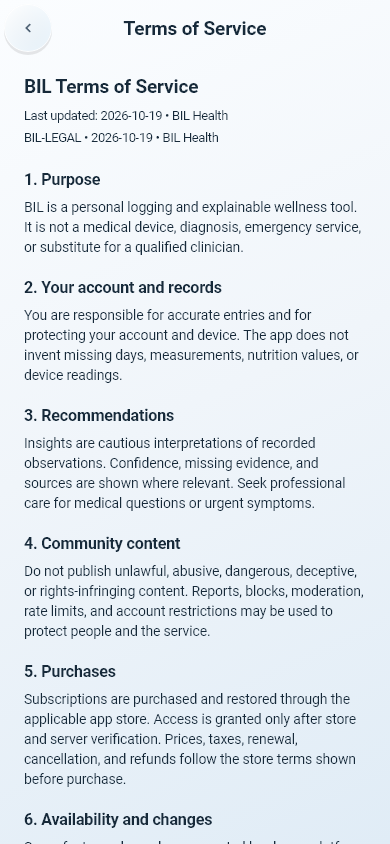 Terms of Service
BIL Terms of Service
Last updated: 2026-10-19 • BIL Health
BIL-LEGAL • 2026-10-19 • BIL Health
1. Purpose
BIL is a personal logging and explainable wellness tool.
It is not a medical device, diagnosis, emergency service,
or substitute for a qualified clinician.
2. Your account and records
You are responsible for accurate entries and for
protecting your account and device. The app does not
invent missing days, measurements, nutrition values, or
device readings.
3. Recommendations
Insights are cautious interpretations of recorded
observations. Confidence, missing evidence, and
sources are shown where relevant. Seek professional
care for medical questions or urgent symptoms.
4. Community content
Do not publish unlawful, abusive, dangerous, deceptive,
or rights-infringing content. Reports, blocks, moderation,
rate limits, and account restrictions may be used to
protect people and the service.
5. Purchases
Subscriptions are purchased and restored through the
applicable app store. Access is granted only after store
and server verification. Prices, taxes, renewal,
cancellation, and refunds follow the store terms shown
before purchase.
6. Availability and changes